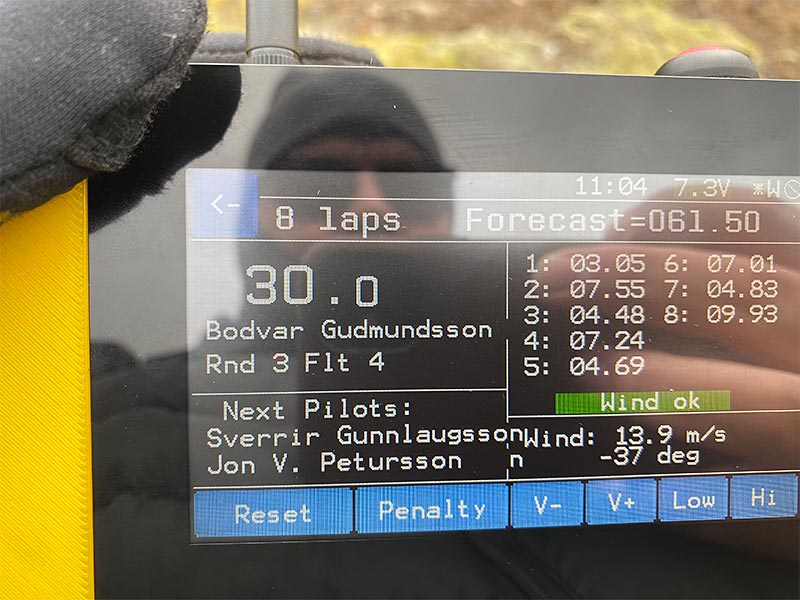 11:04 7.3V *W
<- 8 laps Forecast=061.50
30.0
Bodvar Gudmundsson
Rnd 3 Flt 4
1: 03.05 6: 07.01
2: 07.55 7: 04.83
3: 04.48 8: 09.93
4: 07.24
5: 04.69
Wind ok
Next Pilots:
Sverrir Gunnlaugsson
Jon V. Petursson n
Wind: 13.9 m/s
-37 deg
Reset Penalty V- V+ Low Hi